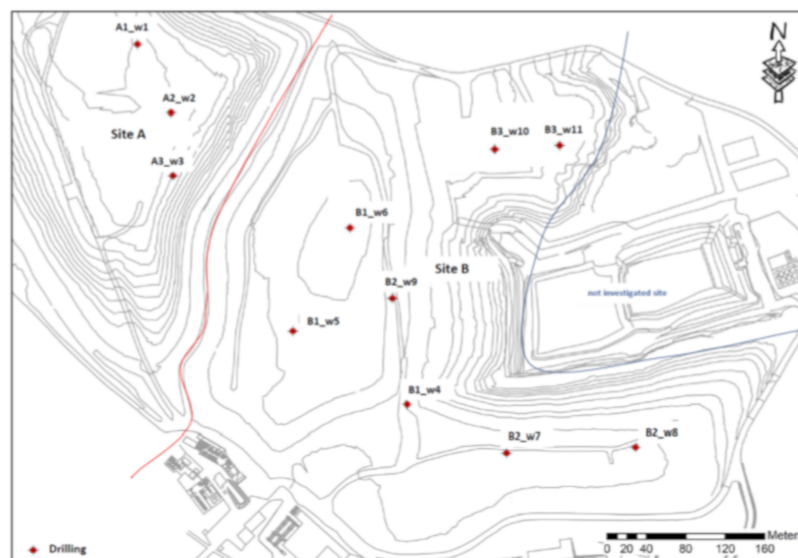 A1_w1
N
A2_w2
Site A
B3_w10 B3_w11
A3_w3
B1_w6
Site B
B2_w9
not investigated site
B1_w5
B1_w4
B2_w7
B2_w8
Drilling
Meter
0 20 40 80 120 160